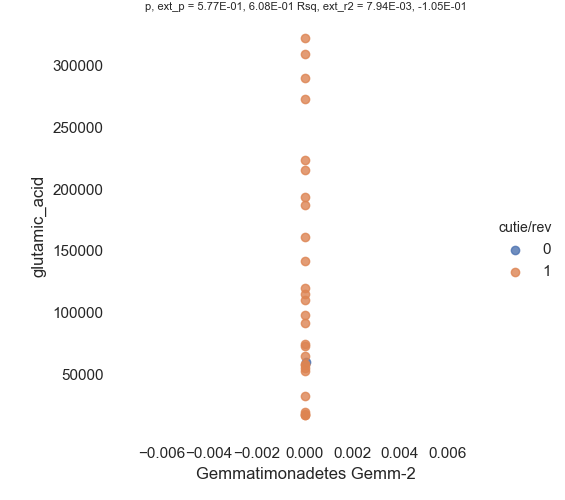 p, ext_p = 5.77E-01, 6.08E-01 Rsq, ext_r2 = 7.94E-03, -1.05E-01
300000
250000
200000
150000
100000
50000
glutamic_acid
cutie/rev
0
1
−0.006 −0.004 −0.002 0.000 0.002 0.004 0.006
Gemmatimonadetes Gemm-2